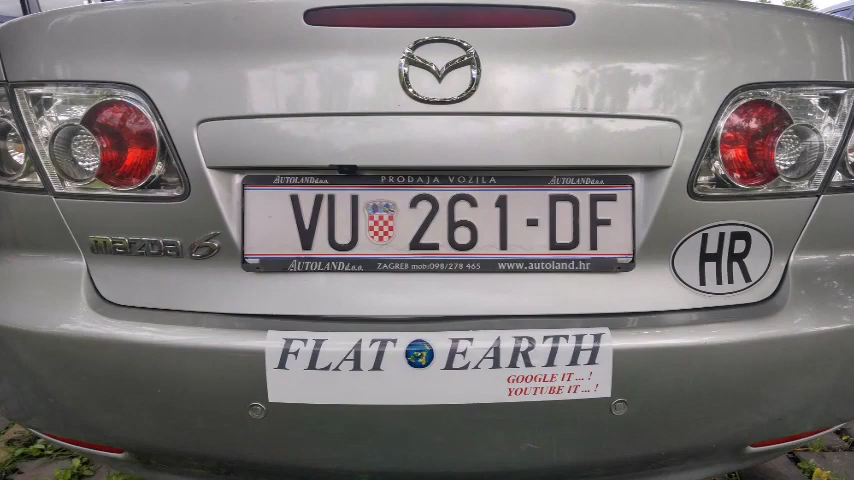 AUTOLAND d.o.o. PRODAJA VOZILA AUTOLAND d.o.o.
VU 261-DF
AUTOLAND d.o.o. ZAGREB mob:098/278 465 www.autoland.hr
mazda 6
HR
FLAT EARTH
GOOGLE IT ... !
YOUTUBE IT ... !